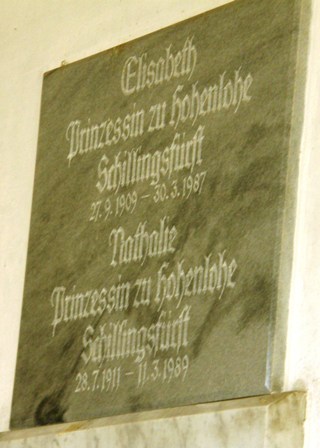 Elisabeth
Prinzessin zu Hohenlohe
Schillingsfürst
27.9.1909 – 30.3.1987
Nathalie
Prinzessin zu Hohenlohe
Schillingsfürst
28.7.1911 – 11.3.1989